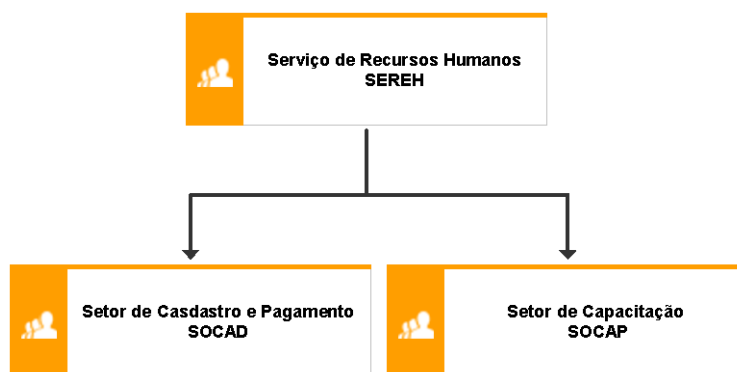 Serviço de Recursos Humanos
SEREH
Setor de Casdastro e Pagamento
SOCAD
Setor de Capacitação
SOCAP